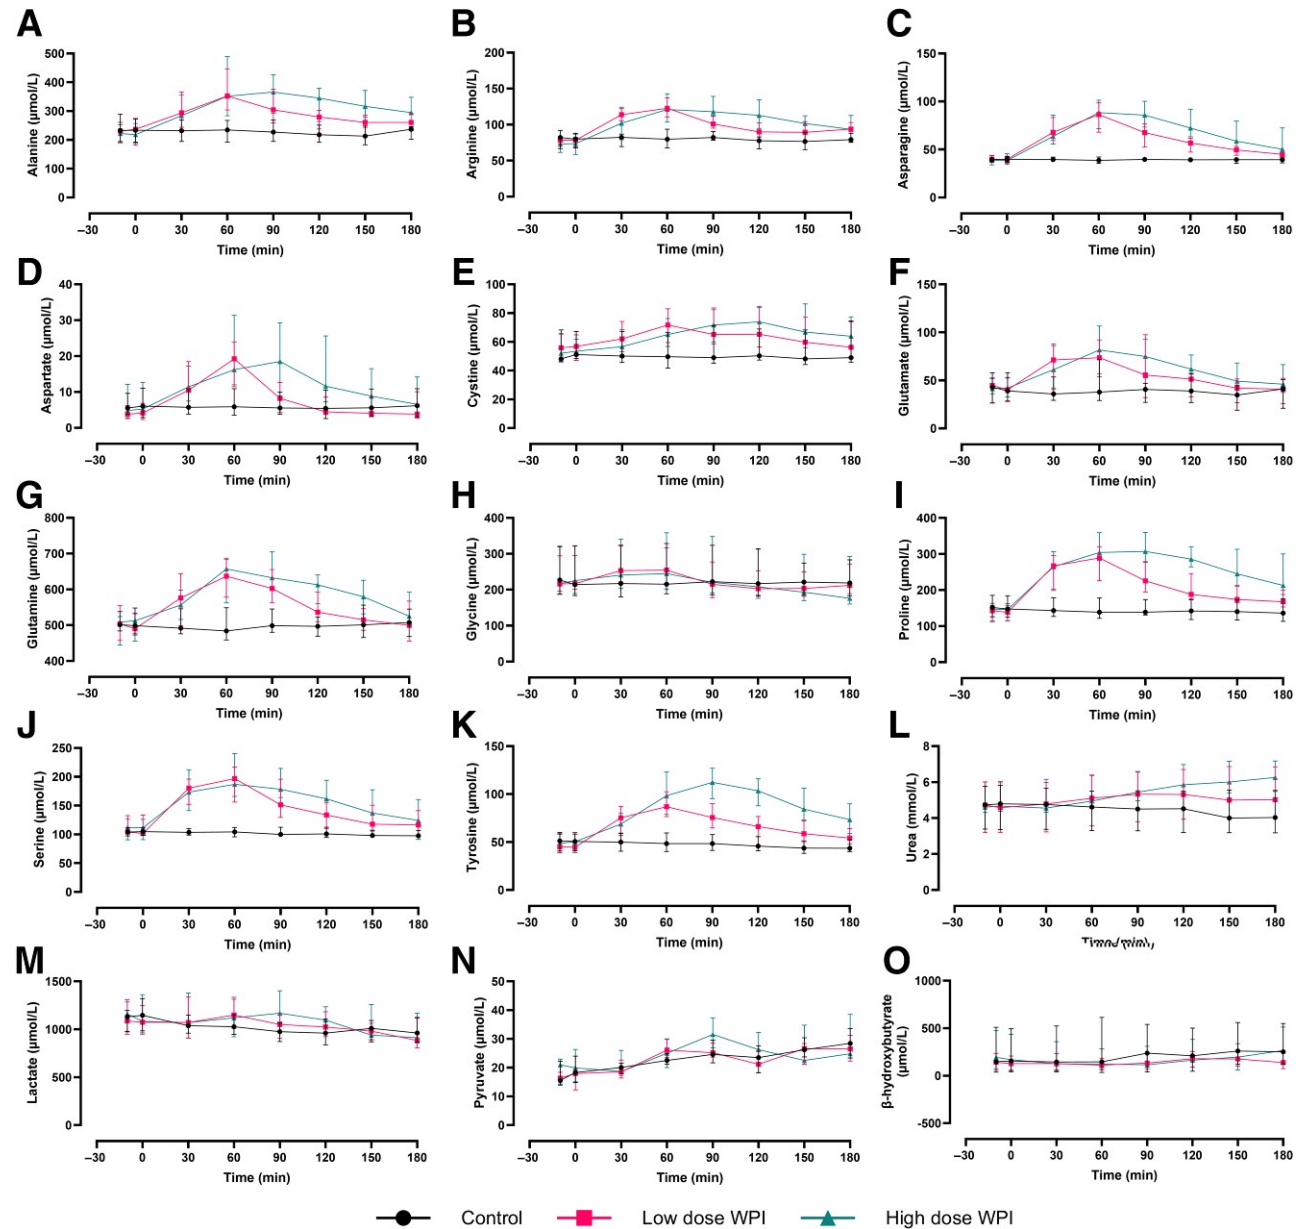 A B C
500 400 300 200 100 0
Alanine (µmol/L)
–30 0 30 60 90 120 150 180
Time (min)
200 150 100 50 0
Arginine (µmol/L)
–30 0 30 60 90 120 150 180
Time (min)
150 100 50 0
Asparagine (µmol/L)
–30 0 30 60 90 120 150 180
Time (min)
D E F
40 30 20 10 0
Aspartate (µmol/L)
–30 0 30 60 90 120 150 180
Time (min)
100 80 60 40 20 0
Cystine (µmol/L)
–30 0 30 60 90 120 150 180
Time (min)
150 100 50 0
Glutamate (µmol/L)
–30 0 30 60 90 120 150 180
Time (min)
G H I
800 700 600 500 400
Glutamine (µmol/L)
–30 0 30 60 90 120 150 180
Time (min)
400 300 200 100 0
Glycine (µmol/L)
–30 0 30 60 90 120 150 180
Time (min)
400 300 200 100 0
Proline (µmol/L)
–30 0 30 60 90 120 150 180
Time (min)
J K L
250 200 150 100 50 0
Serine (µmol/L)
–30 0 30 60 90 120 150 180
Time (min)
150 100 50 0
Tyrosine (µmol/L)
–30 0 30 60 90 120 150 180
Time (min)
8 6 4 2 0
Urea (mmol/L)
–30 0 30 60 90 120 150 180
M N O
1500 1000 500 0
Lactate (µmol/L)
–30 0 30 60 90 120 150 180
Time (min)
50 40 30 20 10 0
Pyruvate (µmol/L)
–30 0 30 60 90 120 150 180
Time (min)
1000 500 0 -500
β-hydroxybutyrate
(µmol/L)
–30 0 30 60 90 120 150 180
Time (min)
Control Low dose WPI High dose WPI